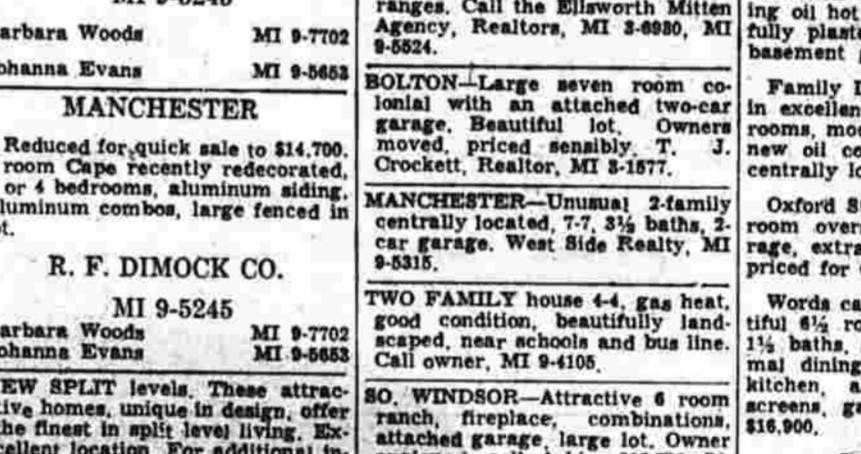 arbara Woods MI 9-7702
ohanna Evans MI 9-5653
MANCHESTER
Reduced for quick sale to $14,700.
room Cape recently redecorated,
or 4 bedrooms, aluminum siding,
luminum combos, large fenced in
t.
R. F. DIMOCK CO.
MI 9-5245
arbara Woods MI 9-7702
ohanna Evans MI 9-5653
EW SPLIT levels. These attrac-
ive homes, unique in design, offer
he finest in split level living. Ex-
cellent location. For additional in-
ranges. Call the Ellsworth Mitten
Agency, Realtors, MI 3-6930, MI
9-5524.
BOLTON—Large seven room co-
lonial with an attached two-car
garage. Beautiful lot. Owners
moved, priced sensibly. T. J.
Crockett, Realtor, MI 3-1577.
MANCHESTER—Unusual 2-family
centrally located, 7-7, 3½ baths, 2-
car garage. West Side Realty, MI
9-5315.
TWO FAMILY house 4-4, gas heat,
good condition, beautifully land-
scaped, near schools and bus line.
Call owner, MI 9-4105.
SO. WINDSOR—Attractive 6 room
ranch, fireplace, combinations,
attached garage, large lot. Owner
ing oil hot
fully plast
basement
Family
in excellen
rooms, mo
new oil co
centrally lo
Oxford S
room over
rage, extra
priced for
Words ca
tiful 6½ ro
1½ baths,
mal dining
kitchen, a
screens, g
$16,900.